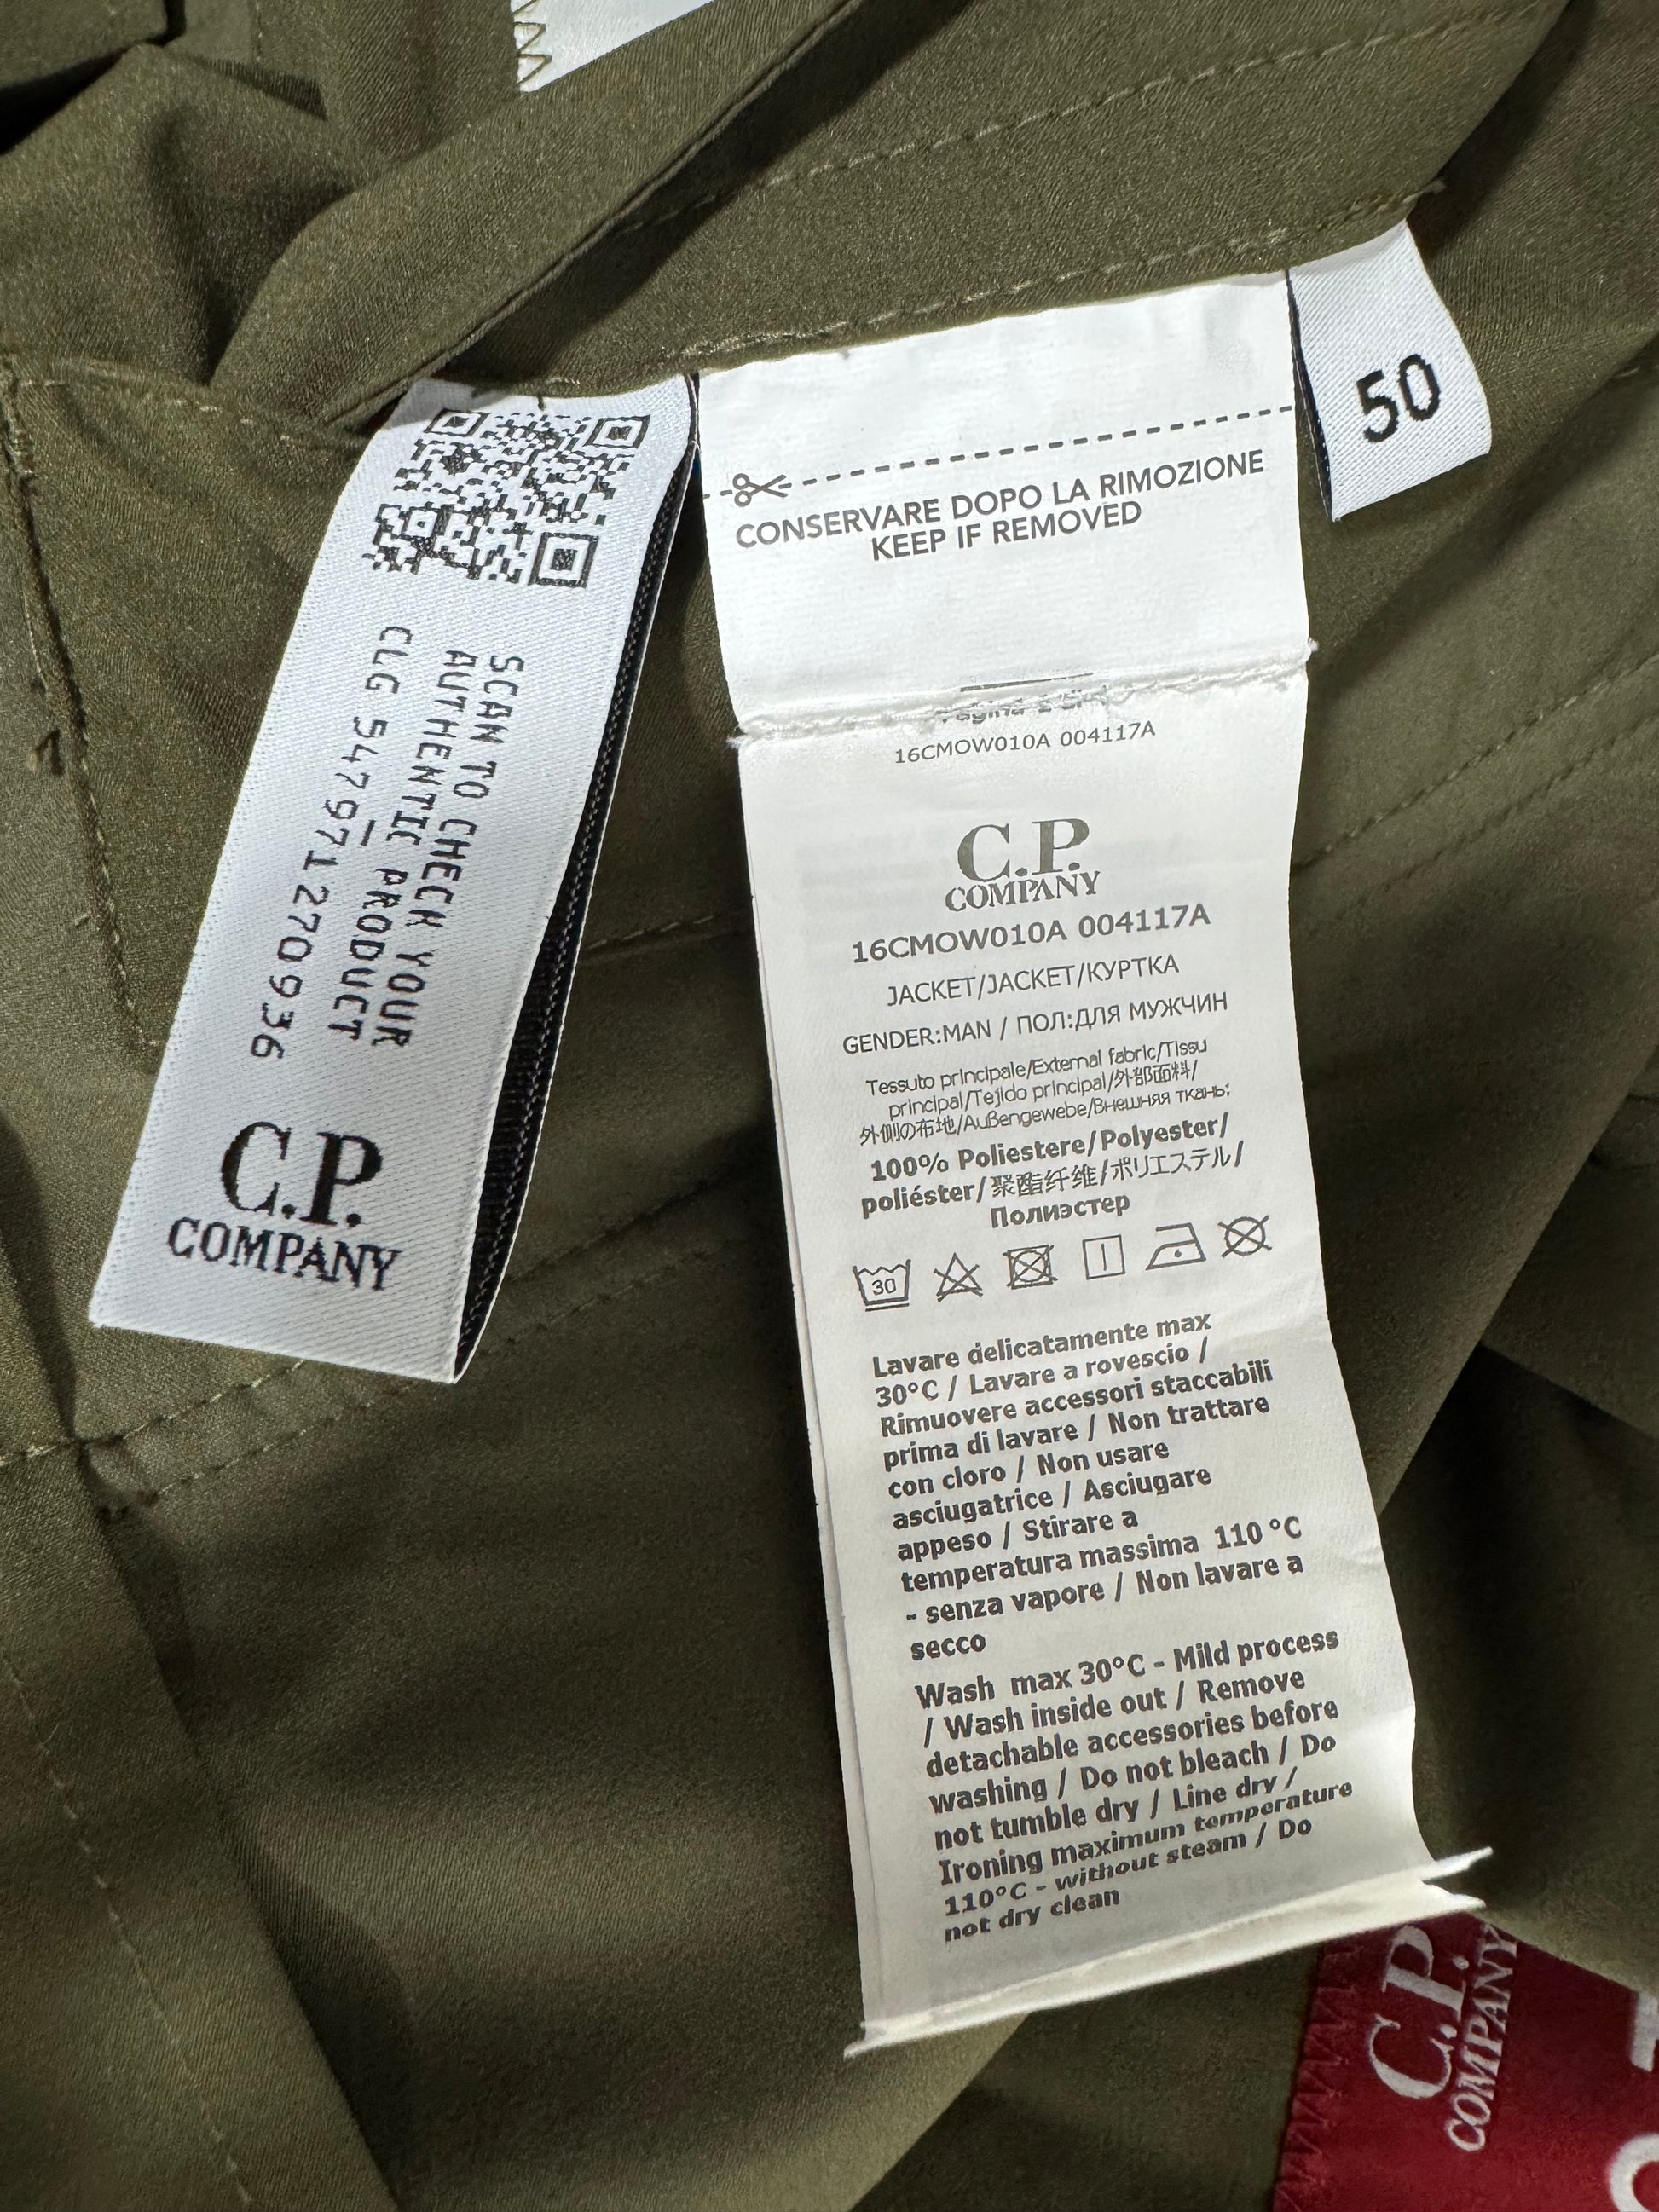 SCAN TO CHECK YOUR
AUTHENTIC PRODUCT
CLG 547971270936
C.P.
COMPANY
CONSERVARE DOPO LA RIMOZIONE
KEEP IF REMOVED
16CMOW010A 004117A
C.P.
COMPANY
16CMOW010A 004117A
JACKET/JACKET/КУРТКА
GENDER:MAN / ПОЛ:ДЛЯ МУЖЧИН
Tessuto principale/External fabric/Tissu
principal/Tejido principal/外部面料/
外側の布地/Außengewebe/Внешняя ткань:
100% Poliestere/Polyester/
poliéster/聚酯纤维/ポリエステル/
Полиэстер
30
Lavare delicatamente max
30°C / Lavare a rovescio /
Rimuovere accessori staccabili
prima di lavare / Non trattare
con cloro / Non usare
asciugatrice / Asciugare
appeso / Stirare a
temperatura massima 110 °C
- senza vapore / Non lavare a
secco
Wash max 30°C - Mild process
/ Wash inside out / Remove
detachable accessories before
washing / Do not bleach / Do
not tumble dry / Line dry /
Ironing maximum temperature
110°C - without steam / Do
not dry clean
50
C.P.
COMPANY